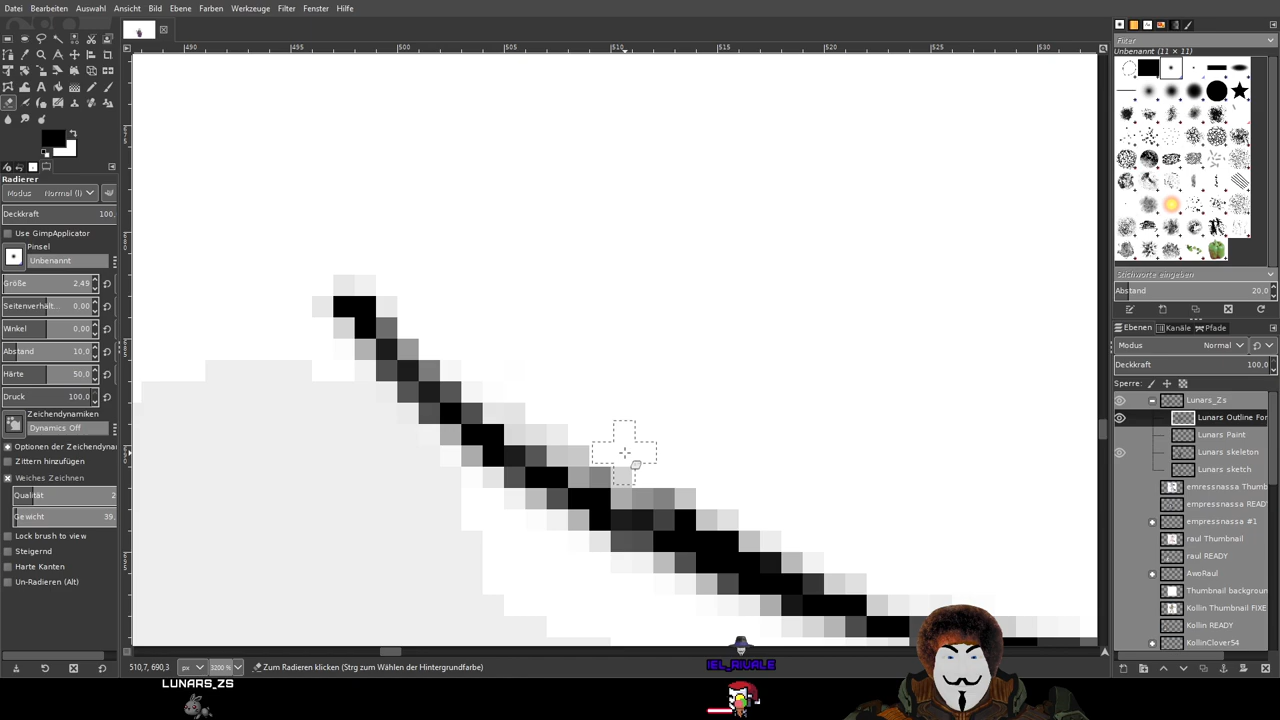 Datei Bearbeiten Auswahl Ansicht Bild Ebene Farben Werkzeuge Filter Fenster Hilfe
490 495 500 505 510 515 520 525 530
Filter
Unbenannt (11 × 11)
Radierer
Modus Normal (l)
Deckkraft 100,
Use GimpApplicator
Pinsel
Unbenannt
Größe 2,49
Seitenverhält... 0,00
Winkel 0,00
Abstand 10,0
Härte 50,0
Druck 100,0
Zeichendynamiken
Dynamics Off
Optionen der Zeichendynar
Zittern hinzufügen
Weiches Zeichnen
Qualität 2
Gewicht 39,
Lock brush to view
Steigernd
Harte Kanten
Un-Radieren (Alt)
Stichworte eingeben
Abstand 20,0
Ebenen Kanäle Pfade
Modus Normal
Deckkraft 100,0
Sperre:
Lunars_Zs
Lunars Outline For
Lunars Paint
Lunars skeleton
Lunars sketch
emressnassa Thumb
empressnassa READ
empressnassa #1
raul Thumbnail
raul READY
AwoRaul
Thumbnail backgroun
Kollin Thumbnail FIXE
Kollin READY
KollinClover54
510,7, 690,3 px 3200 % Zum Radieren klicken (Strg zum Wählen der Hintergrundfarbe)
LUNARS_ZS
IEL_RIVALE